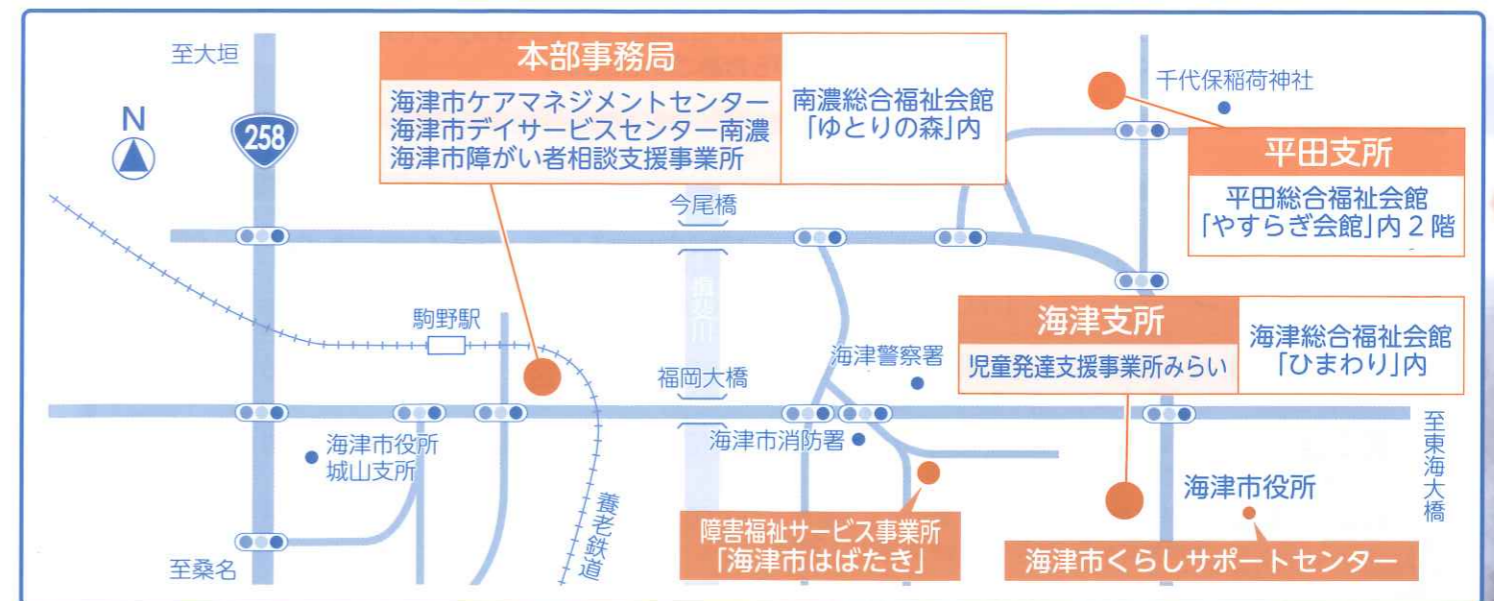 至大垣
N
258
本部事務局
海津市ケアマネジメントセンター
海津市デイサービスセンター南濃
海津市障がい者相談支援事業所
南濃総合福祉会館
「ゆとりの森」内
千代保稲荷神社
平田支所
平田総合福祉会館
「やすらぎ会館」内2階
今尾橋
揖斐川
駒野駅
海津支所
児童発達支援事業所みらい
海津総合福祉会館
「ひまわり」内
海津警察署
福岡大橋
海津市消防署
海津市役所
城山支所
至東海大橋
養老鉄道
海津市役所
障害福祉サービス事業所
「海津市はばたき」
海津市くらしサポートセンター
至桑名